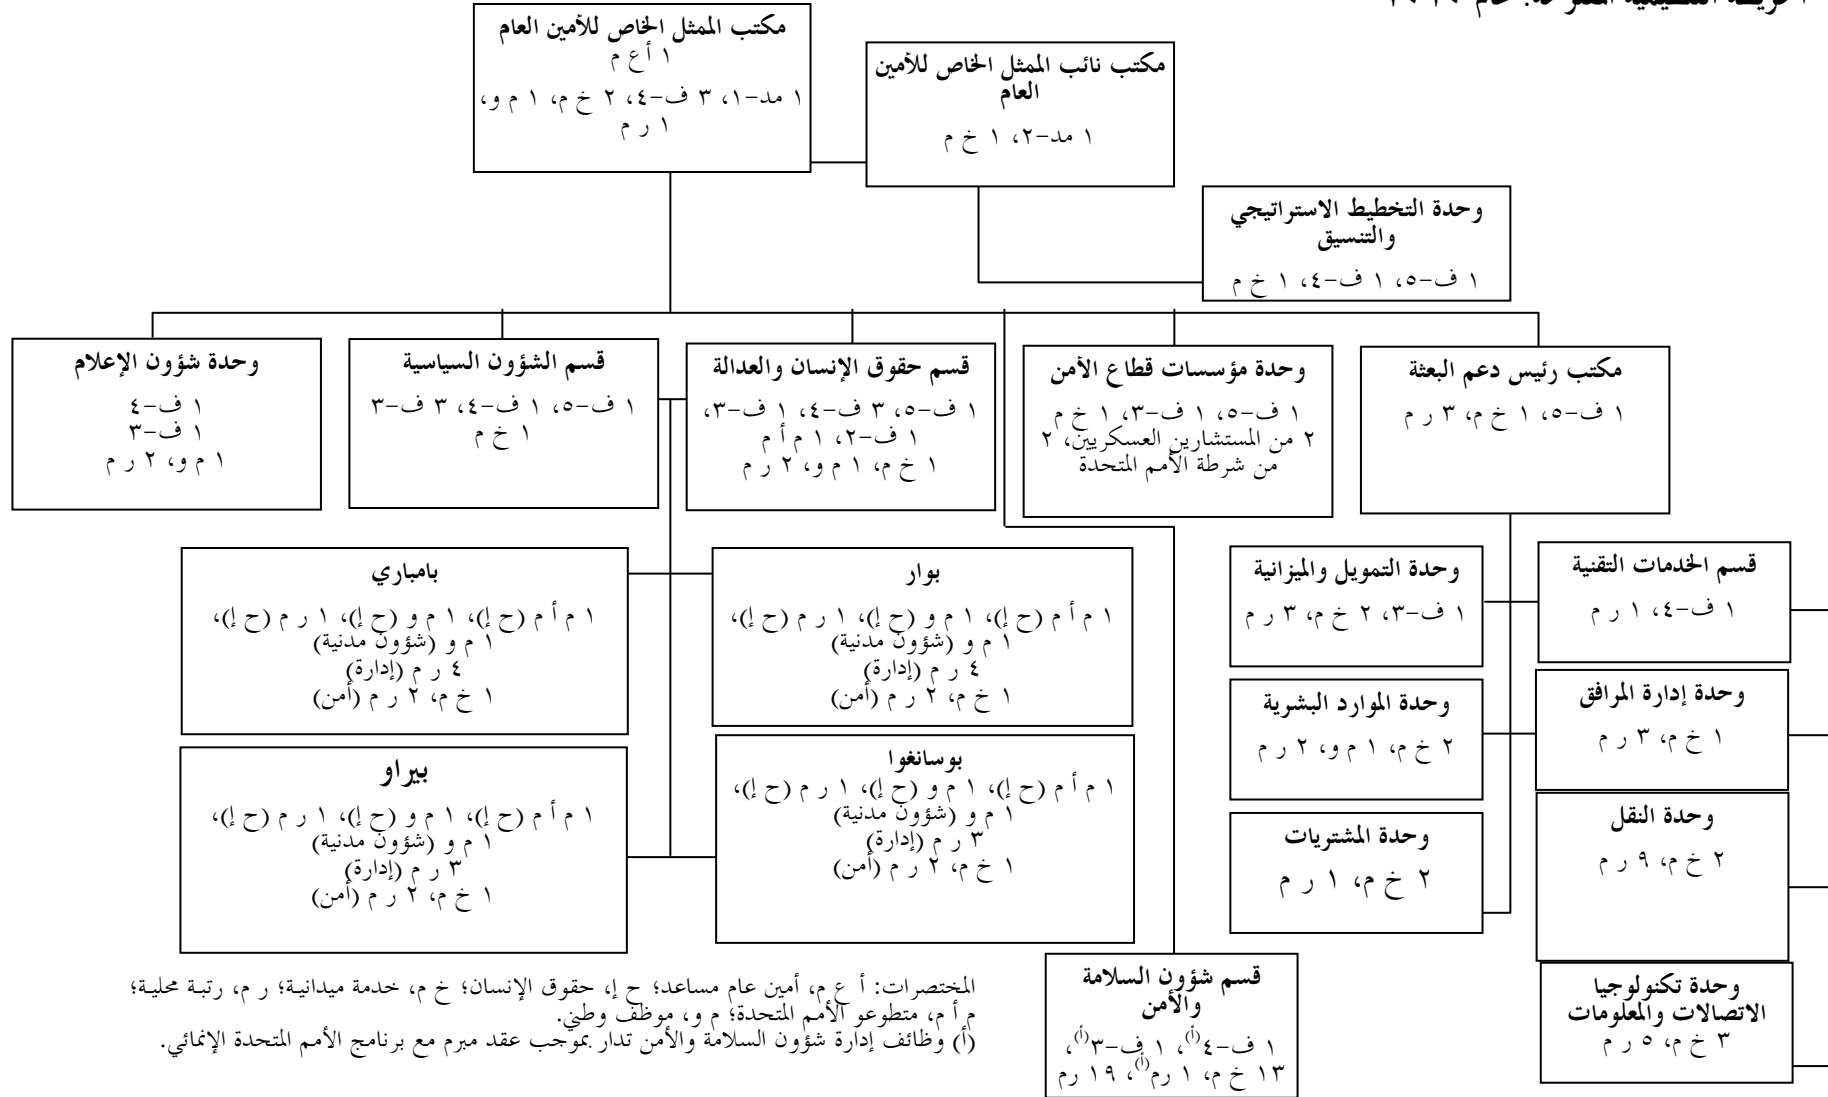 مكتب الممثل الخاص للأمين العام
١ أ ع م
١ مد-١، ٣ ف-٤، ٢ خ م، ١ م و،
١ ر م
مكتب نائب الممثل الخاص للأمين
العام
١ مد-٢، ١ خ م
وحدة التخطيط الاستراتيجي
والتنسيق
١ ف-٥، ١ ف-٤، ١ خ م
مكتب رئيس دعم البعثة
١ ف-٥، ١ خ م، ٣ ر م
وحدة مؤسسات قطاع الأمن
١ ف-٥، ١ ف-٣، ١ خ م
٢ من المستشارين العسكريين، ٢
من شرطة الأمم المتحدة
قسم حقوق الإنسان والعدالة
١ ف-٥، ٣ ف-٤، ١ ف-٣،
١ ف-٢، ١ م أ م
١ خ م، ١ م و، ٢ ر م
قسم الشؤون السياسية
١ ف-٥، ١ ف-٤، ٣ ف-٣
١ خ م
وحدة شؤون الإعلام
١ ف-٤
١ ف-٣
١ م و، ٢ ر م
قسم الخدمات التقنية
١ ف-٤، ١ ر م
وحدة التمويل والميزانية
١ ف-٣، ٢ خ م، ٣ ر م
بوار
١ م أ م (ح إ)، ١ م و (ح إ)، ١ ر م (ح إ)،
١ م و (شؤون مدنية)
٤ ر م (إدارة)
١ خ م، ٢ ر م (أمن)
بامباري
١ م أ م (ح إ)، ١ م و (ح إ)، ١ ر م (ح إ)،
١ م و (شؤون مدنية)
٤ ر م (إدارة)
١ خ م، ٢ ر م (أمن)
وحدة إدارة المرافق
١ خ م، ٣ ر م
وحدة الموارد البشرية
٢ خ م، ١ م و، ٢ ر م
بوسانغوا
١ م أ م (ح إ)، ١ م و (ح إ)، ١ ر م (ح إ)،
١ م و (شؤون مدنية)
٣ ر م (إدارة)
١ خ م، ٢ ر م (أمن)
بيراو
١ م أ م (ح إ)، ١ م و (ح إ)، ١ ر م (ح إ)،
١ م و (شؤون مدنية)
٣ ر م (إدارة)
١ خ م، ٢ ر م (أمن)
وحدة النقل
٢ خ م، ٩ ر م
وحدة المشتريات
٢ خ م، ١ ر م
وحدة تكنولوجيا
الاتصالات والمعلومات
٣ خ م، ٥ ر م
قسم شؤون السلامة
والأمن
١ ف-٤(أ)، ١ ف-٣(أ)،
١٣ خ م، ١ رم(أ)، ١٩ رم
المختصرات: أ ع م، أمين عام مساعد؛ ح إ، حقوق الإنسان؛ خ م، خدمة ميدانية؛ ر م، رتبة محلية؛
م أ م، متطوعو الأمم المتحدة؛ م و، موظف وطني.
(أ) وظائف إدارة شؤون السلامة والأمن تدار بموجب عقد مبرم مع برنامج الأمم المتحدة الإنمائي.